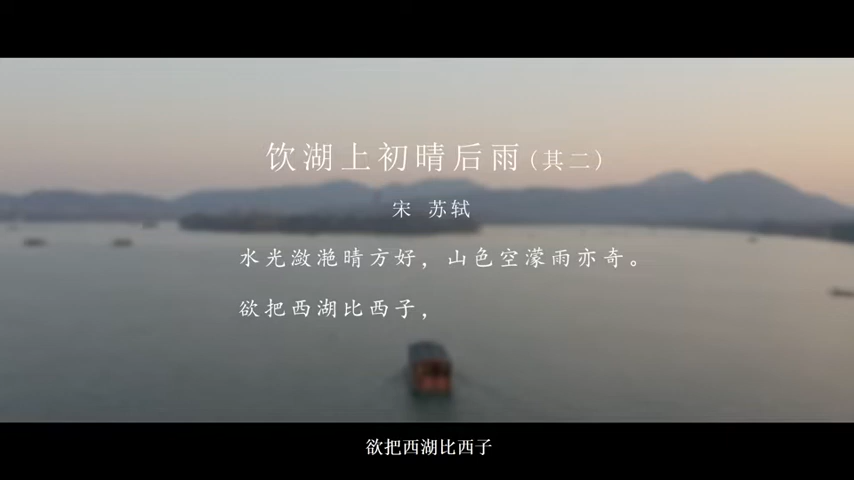 饮湖上初晴后雨(其二)
宋 苏轼
水光潋滟晴方好，山色空濛雨亦奇。
欲把西湖比西子，
欲把西湖比西子